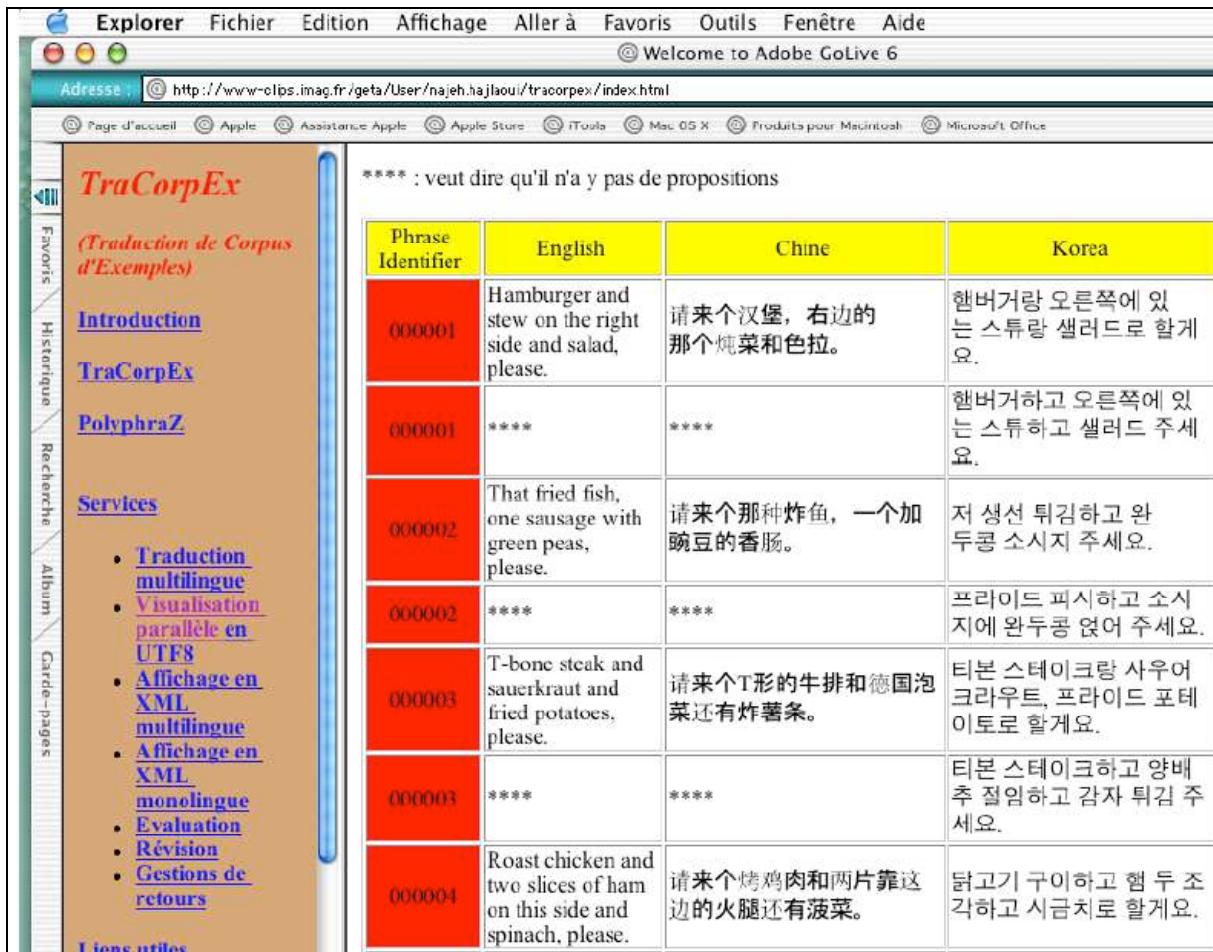 Explorer Fichier Edition Affichage Aller à Favoris Outils Fenêtre Aide
Welcome to Adobe GoLive 6
Adresse : http://www-clips.imag.fr/geta/User/najeh.hajlaoui/tracorpex/index.html
Page d'accueil Apple Assistance Apple Apple Store iTools Mac OS X Produits pour Macintosh Microsoft Office
Favoris
Historique
Recherche
Album
Garde-pages
TraCorpEx
(Traduction de Corpus
d'Exemples)
Introduction
TraCorpEx
PolyphraZ
Services
Traduction
multilingue
Visualisation
parallèle en
UTF8
Affichage en
XML
multilingue
Affichage en
XML
monolingue
Evaluation
Révision
Gestions de
retours
Liens utiles
**** : veut dire qu'il n'a y pas de propositions
Phrase
Identifier
English
Chine
Korea
000001
Hamburger and
stew on the right
side and salad,
please.
请来个汉堡，右边的
那个炖菜和色拉。
햄버거랑 오른쪽에 있
는 스튜랑 샐러드로 할게
요.
000001
****
****
햄버거하고 오른쪽에 있
는 스튜하고 샐러드 주세
요.
000002
That fried fish,
one sausage with
green peas,
please.
请来个那种炸鱼，一个加
豌豆的香肠。
저 생선 튀김하고 완
두콩 소시지 주세요.
000002
****
****
프라이드 피시하고 소시
지에 완두콩 얹어 주세요.
000003
T-bone steak and
sauerkraut and
fried potatoes,
please.
请来个T形的牛排和德国泡
菜还有炸薯条。
티본 스테이크랑 사우어
크라우트, 프라이드 포테
이토로 할게요.
000003
****
****
티본 스테이크하고 양배
추 절임하고 감자 튀김 주
세요.
000004
Roast chicken and
two slices of ham
on this side and
spinach, please.
请来个烤鸡肉和两片靠这
边的火腿还有菠菜。
닭고기 구이하고 햄 두 조
각하고 시금치로 할게요.